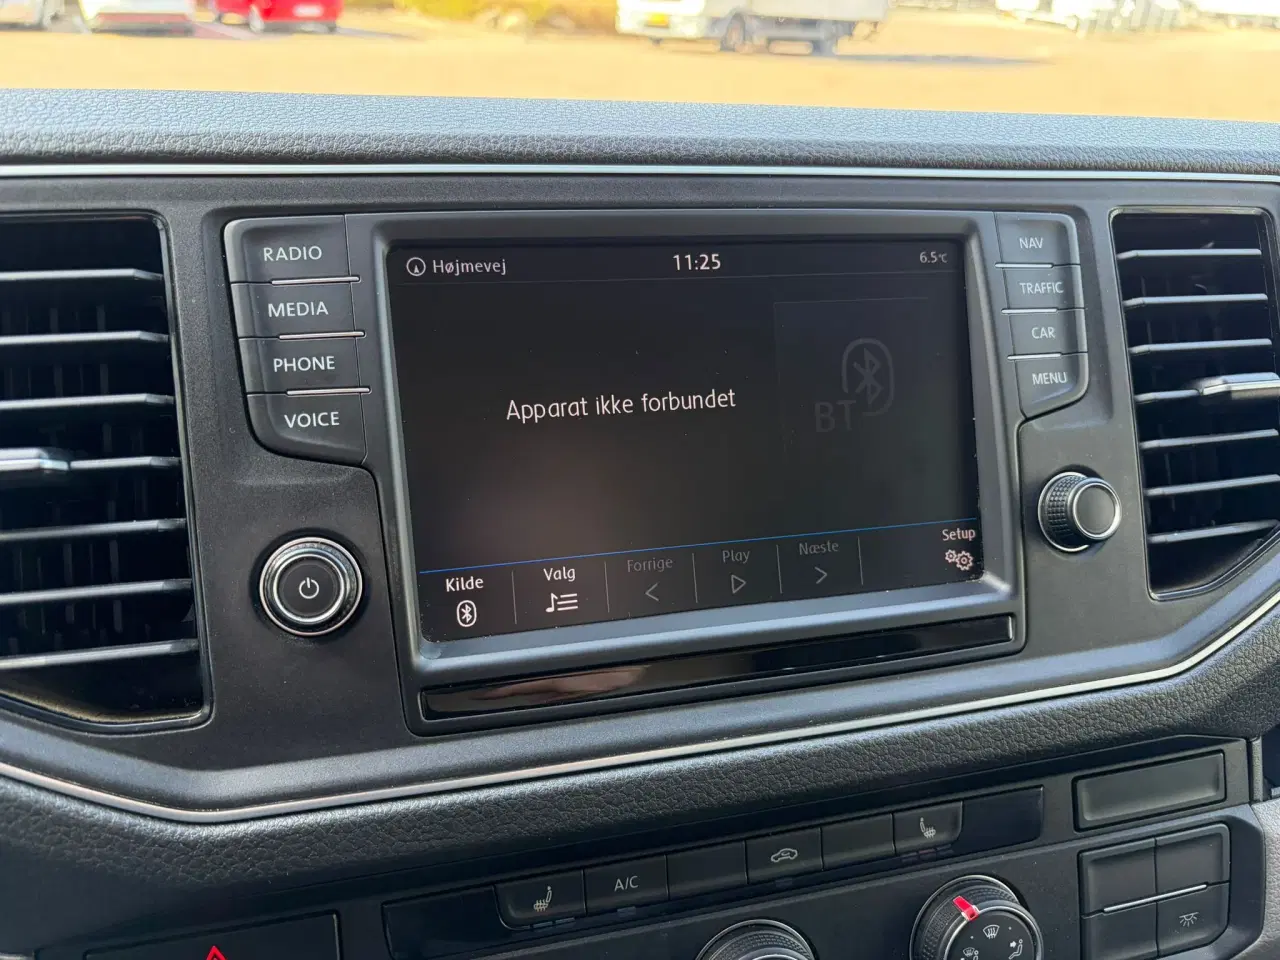 RADIO
MEDIA
PHONE
VOICE
Højmevej
11:25
6.5°C
Apparat ikke forbundet
BT
Kilde
Valg
Forrige
Play
Næste
Setup
NAV
TRAFFIC
CAR
MENU
A/C